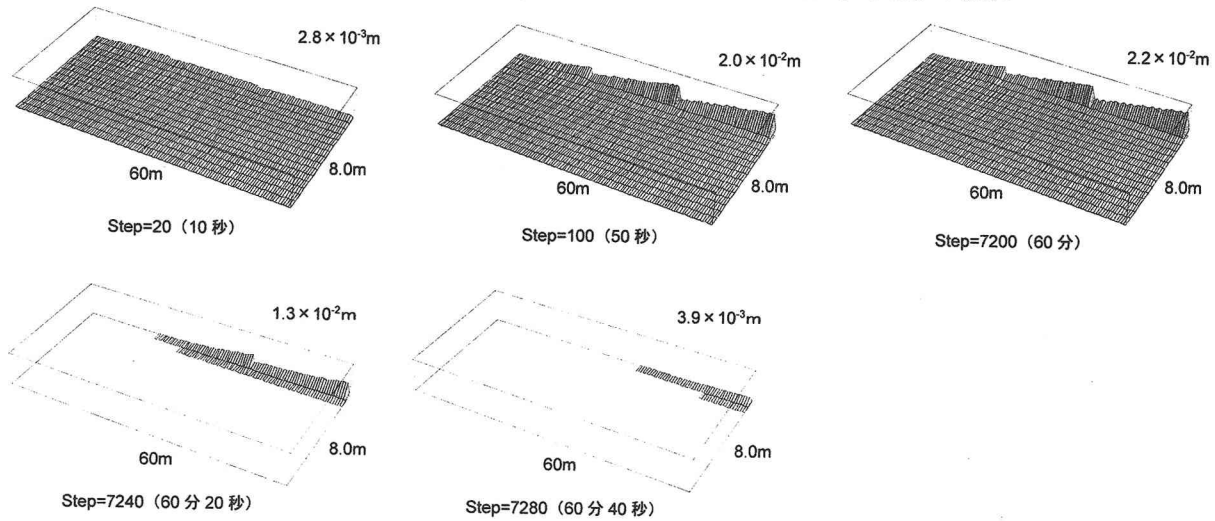 2.8×10⁻³m
60m
8.0m
Step=20（10 秒）
2.0×10⁻²m
60m
8.0m
Step=100（50 秒）
2.2×10⁻²m
60m
8.0m
Step=7200（60 分）
1.3×10⁻²m
60m
8.0m
Step=7240（60 分 20 秒）
3.9×10⁻³m
60m
8.0m
Step=7280（60 分 40 秒）